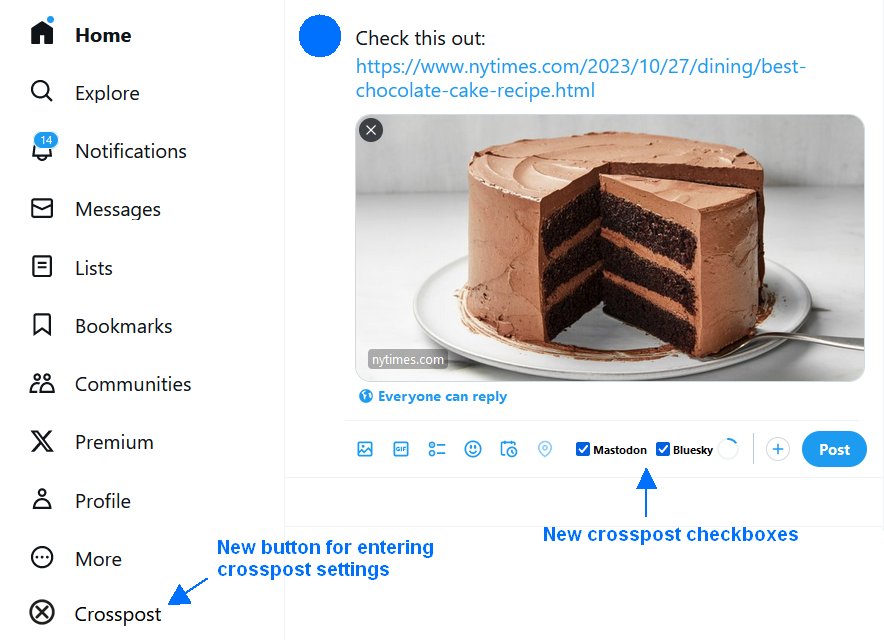 Home
Explore
14
Notifications
Messages
Lists
Bookmarks
Communities
Premium
Profile
More
Crosspost
New button for entering
crosspost settings
Check this out:
https://www.nytimes.com/2023/10/27/dining/best-
chocolate-cake-recipe.html
nytimes.com
Everyone can reply
GIF
Mastodon
Bluesky
Post
New crosspost checkboxes